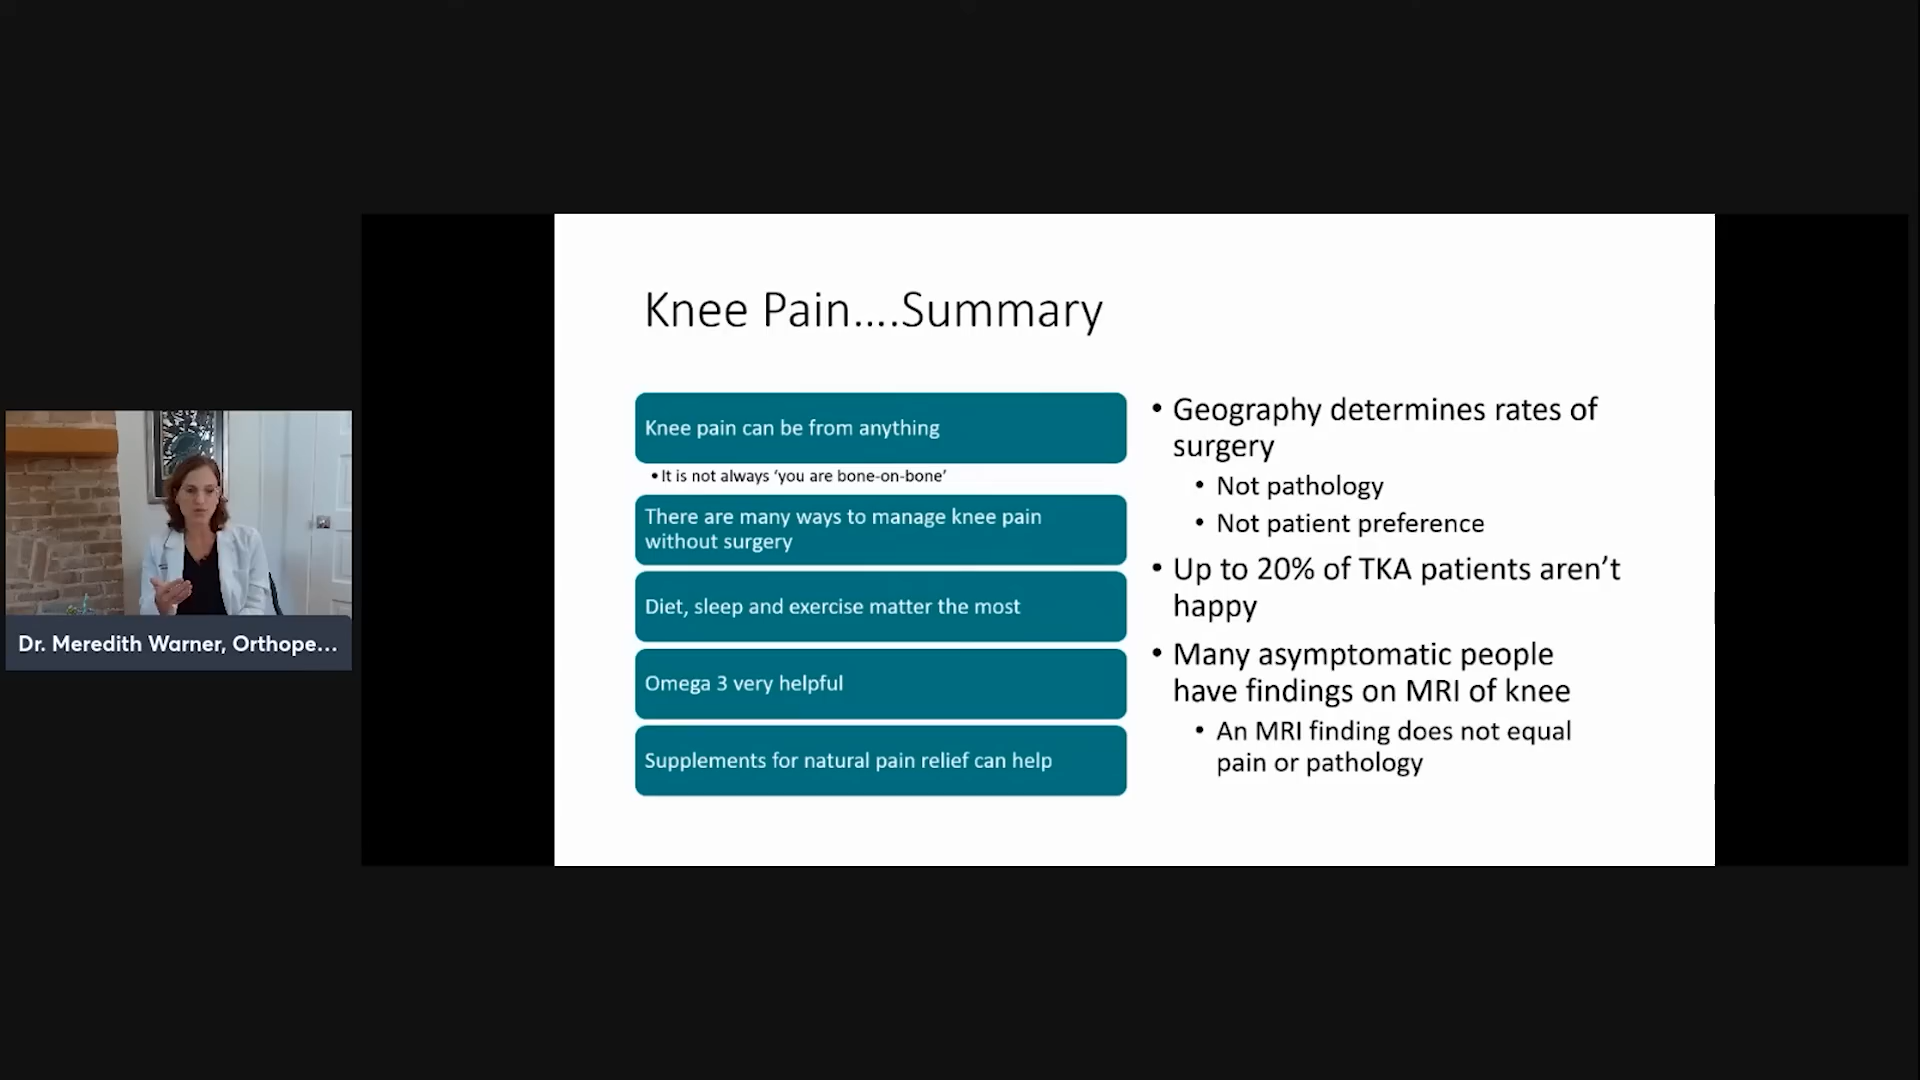 Knee Pain....Summary
Knee pain can be from anything
•It is not always ‘you are bone-on-bone’
There are many ways to manage knee pain
without surgery
Diet, sleep and exercise matter the most
Omega 3 very helpful
Supplements for natural pain relief can help
• Geography determines rates of
surgery
• Not pathology
• Not patient preference
• Up to 20% of TKA patients aren’t
happy
• Many asymptomatic people
have findings on MRI of knee
• An MRI finding does not equal
pain or pathology
Dr. Meredith Warner, Orthope...